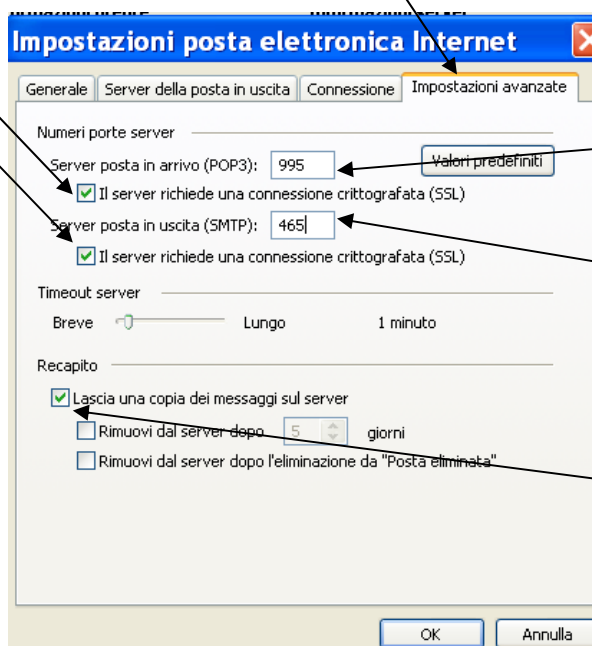 Impostazioni posta elettronica Internet
Generale Server della posta in uscita Connessione Impostazioni avanzate
Numeri porte server
Server posta in arrivo (POP3): 995 Valori predefiniti
Il server richiede una connessione crittografata (SSL)
Server posta in uscita (SMTP): 465
Il server richiede una connessione crittografata (SSL)
Timeout server
Breve Lungo 1 minuto
Recapito
Lascia una copia dei messaggi sul server
Rimuovi dal server dopo 5 giorni
Rimuovi dal server dopo l'eliminazione da "Posta eliminata"
OK Annulla